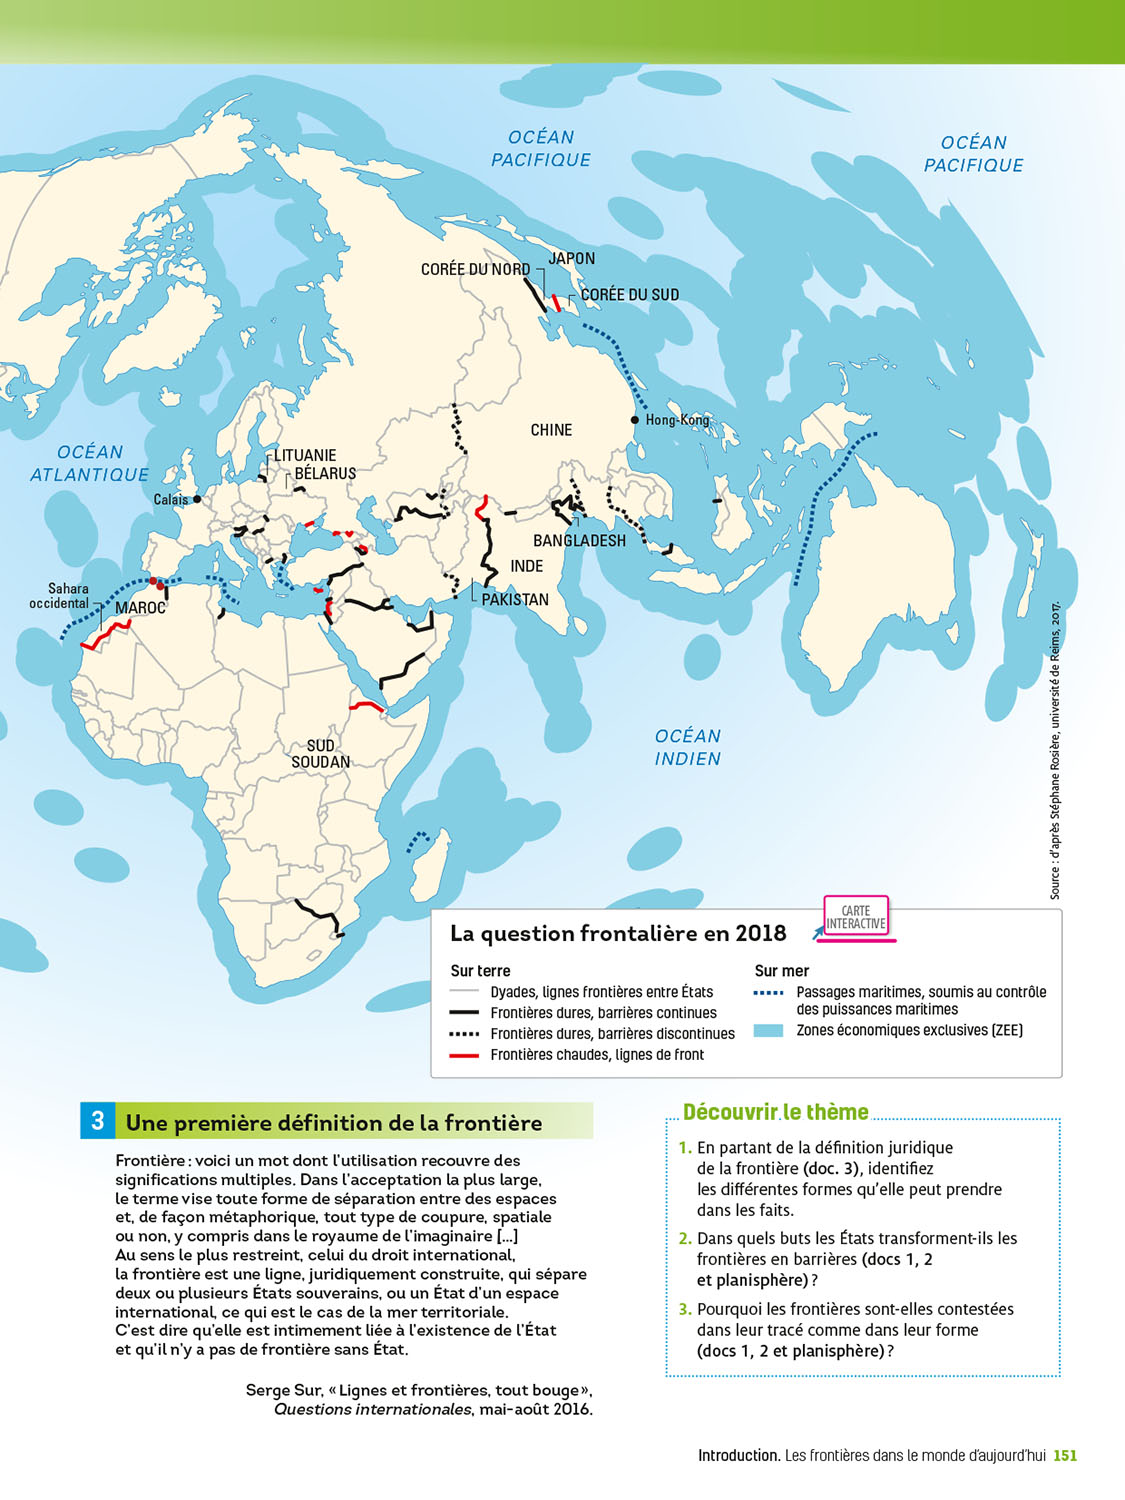 OCÉAN
PACIFIQUE
OCÉAN
PACIFIQUE
JAPON
CORÉE DU NORD
CORÉE DU SUD
CHINE
Hong-Kong
OCÉAN
ATLANTIQUE
LITUANIE
BÉLARUS
Calais
BANGLADESH
INDE
PAKISTAN
Sahara
occidental
MAROC
SUD
SOUDAN
OCÉAN
INDIEN
Source : d'après Stéphane Rosière, université de Reims, 2017.
La question frontalière en 2018
CARTE
INTERACTIVE
Sur terre
Dyades, lignes frontières entre États
Frontières dures, barrières continues
Frontières dures, barrières discontinues
Frontières chaudes, lignes de front
Sur mer
Passages maritimes, soumis au contrôle
des puissances maritimes
Zones économiques exclusives (ZEE)
3 Une première définition de la frontière
Frontière : voici un mot dont l'utilisation recouvre des
significations multiples. Dans l'acceptation la plus large,
le terme vise toute forme de séparation entre des espaces
et, de façon métaphorique, tout type de coupure, spatiale
ou non, y compris dans le royaume de l'imaginaire [...]
Au sens le plus restreint, celui du droit international,
la frontière est une ligne, juridiquement construite, qui sépare
deux ou plusieurs États souverains, ou un État d'un espace
international, ce qui est le cas de la mer territoriale.
C'est dire qu'elle est intimement liée à l'existence de l'État
et qu'il n'y a pas de frontière sans État.
Serge Sur, « Lignes et frontières, tout bouge »,
Questions internationales, mai-août 2016.
Découvrir le thème
1. En partant de la définition juridique
de la frontière (doc. 3), identifiez
les différentes formes qu'elle peut prendre
dans les faits.
2. Dans quels buts les États transforment-ils les
frontières en barrières (docs 1, 2
et planisphère) ?
3. Pourquoi les frontières sont-elles contestées
dans leur tracé comme dans leur forme
(docs 1, 2 et planisphère) ?
Introduction. Les frontières dans le monde d'aujourd'hui 151